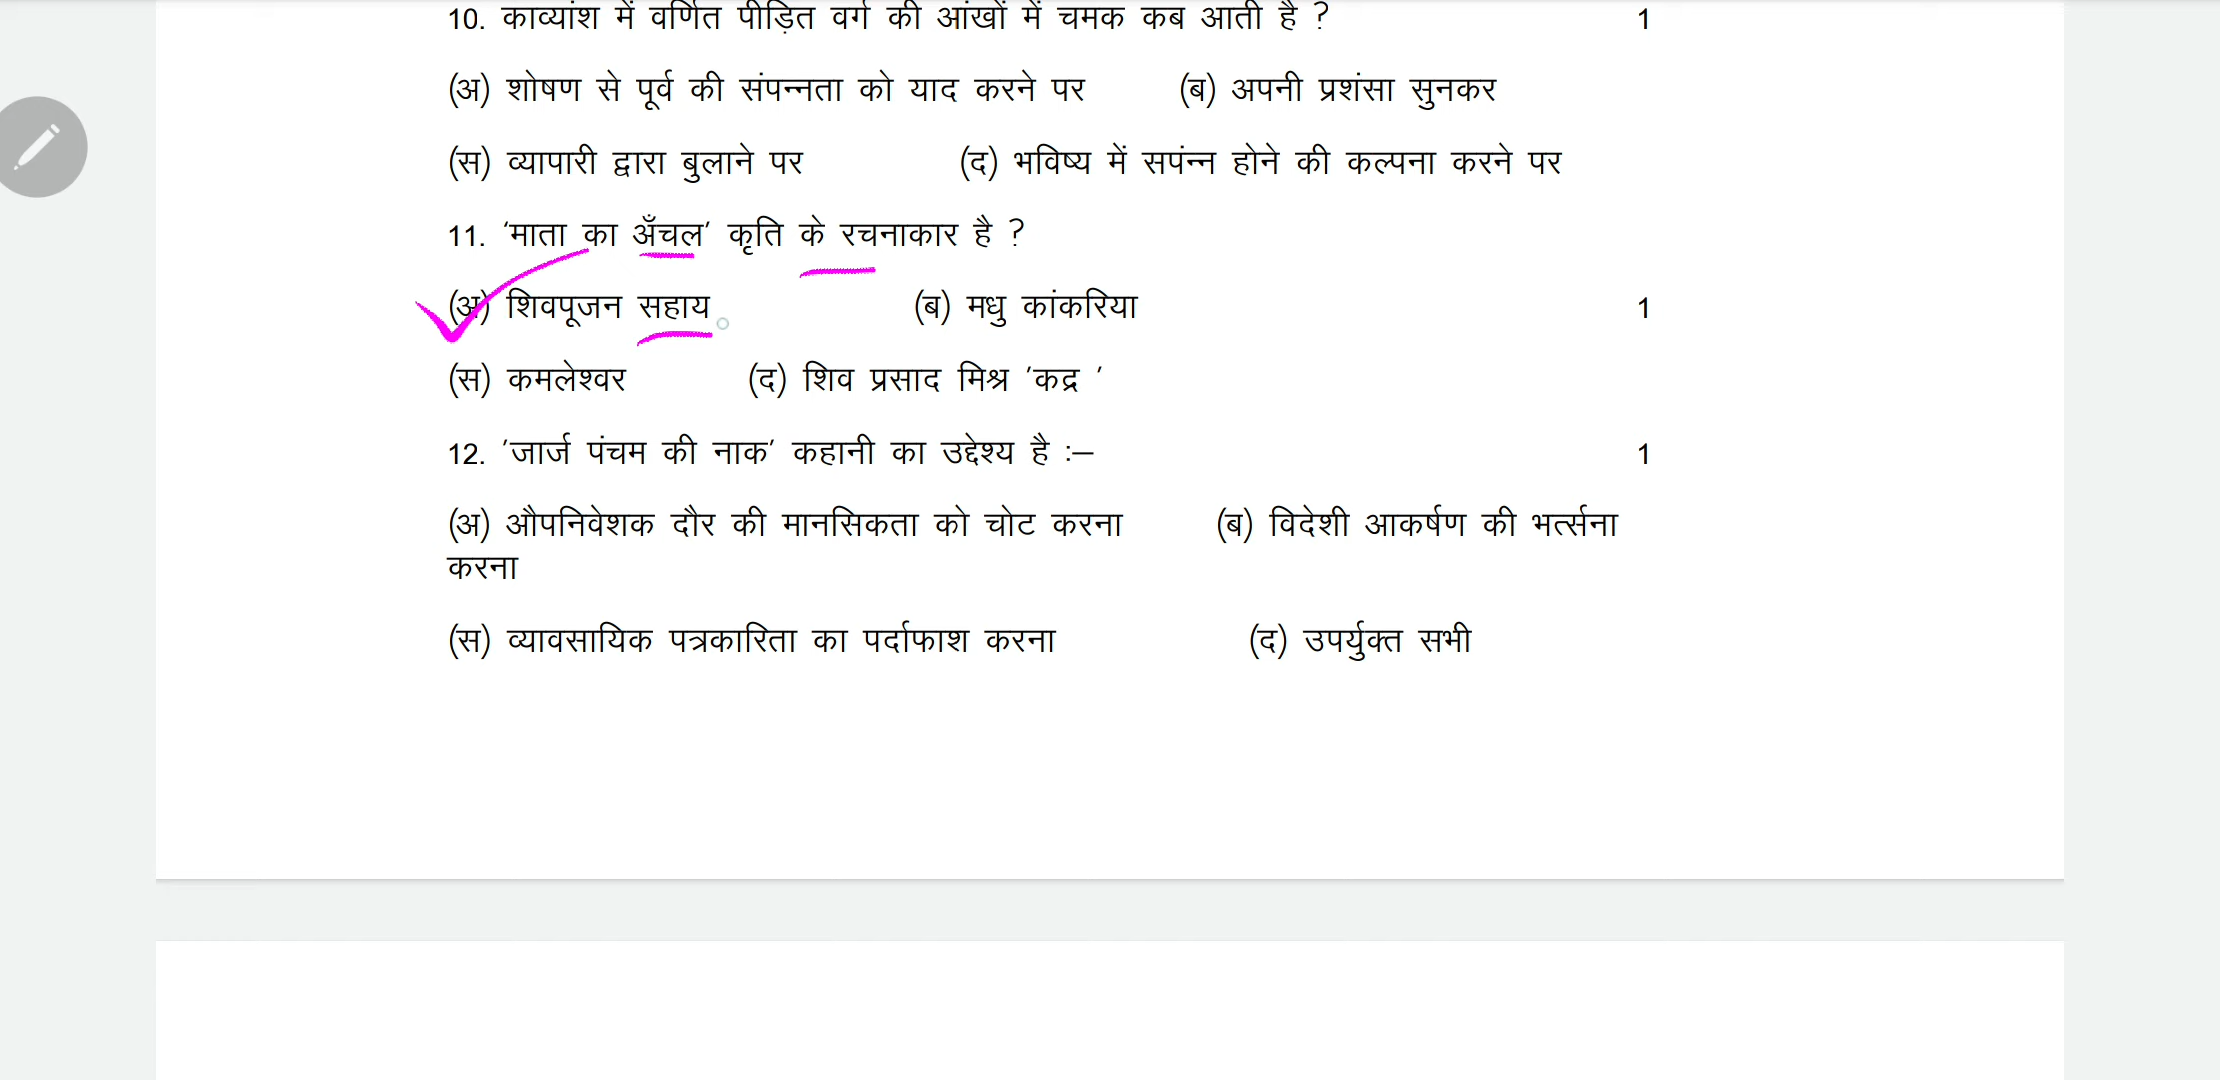 10. काव्यांश में वर्णित पीड़ित वर्ग की आंखों में चमक कब आती है ? 1
(अ) शोषण से पूर्व की संपन्नता को याद करने पर (ब) अपनी प्रशंसा सुनकर
(स) व्यापारी द्वारा बुलाने पर (द) भविष्य में सपंन्न होने की कल्पना करने पर
11. 'माता का अँचल' कृति के रचनाकार है ?
(अ) शिवपूजन सहाय (ब) मधु कांकरिया 1
(स) कमलेश्वर (द) शिव प्रसाद मिश्र 'कद्र '
12. 'जार्ज पंचम की नाक' कहानी का उद्देश्य है :– 1
(अ) औपनिवेशक दौर की मानसिकता को चोट करना (ब) विदेशी आकर्षण की भर्त्सना
करना
(स) व्यावसायिक पत्रकारिता का पर्दाफाश करना (द) उपर्युक्त सभी